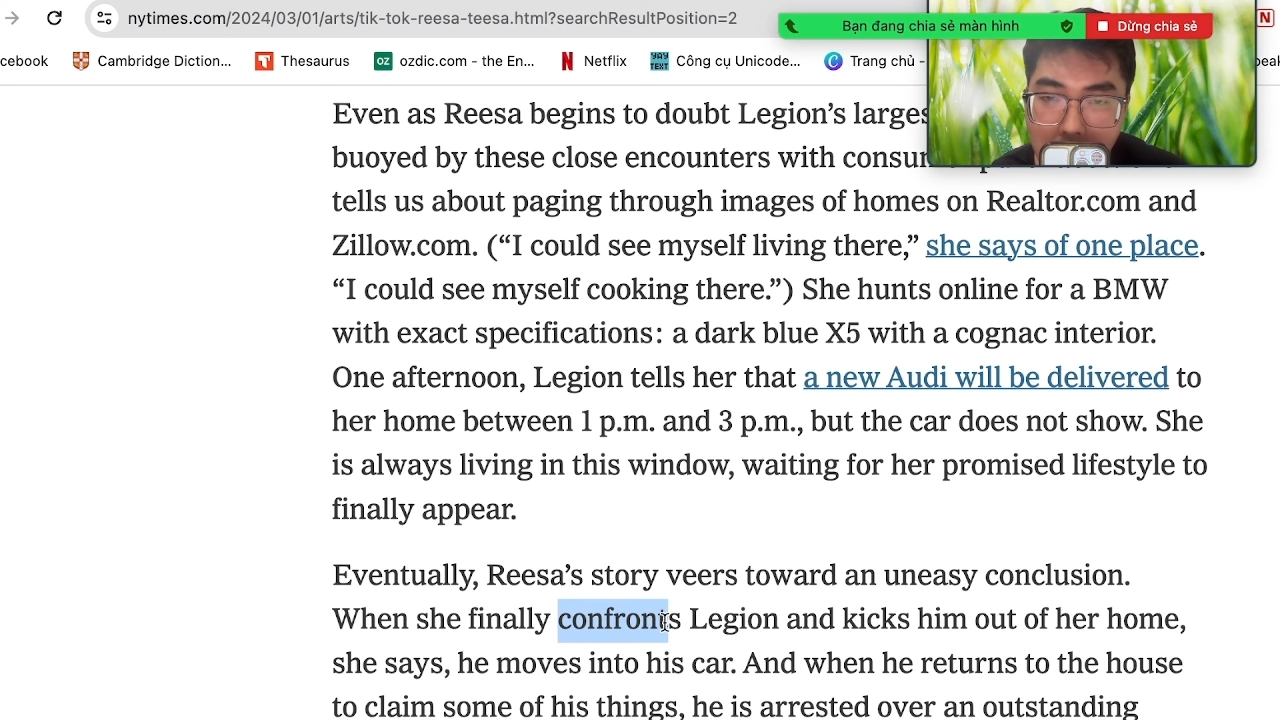 nytimes.com/2024/03/01/arts/tik-tok-reesa-teesa.html?searchResultPosition=2
Bạn đang chia sẻ màn hình
Dừng chia sẻ
N
cebook
Cambridge Diction...
T Thesaurus
OZ ozdic.com - the En...
N Netflix
YAY TEXT Công cụ Unicode...
C Trang chủ -
peak
Even as Reesa begins to doubt Legion’s larges
buoyed by these close encounters with
tells us about paging through images of homes on Realtor.com and
Zillow.com. (“I could see myself living there,” she says of one place.
“I could see myself cooking there.”) She hunts online for a BMW
with exact specifications: a dark blue X5 with a cognac interior.
One afternoon, Legion tells her that a new Audi will be delivered to
her home between 1 p.m. and 3 p.m., but the car does not show. She
is always living in this window, waiting for her promised lifestyle to
finally appear.
Eventually, Reesa’s story veers toward an uneasy conclusion.
When she finally confronts Legion and kicks him out of her home,
she says, he moves into his car. And when he returns to the house
to claim some of his things, he is arrested over an outstanding